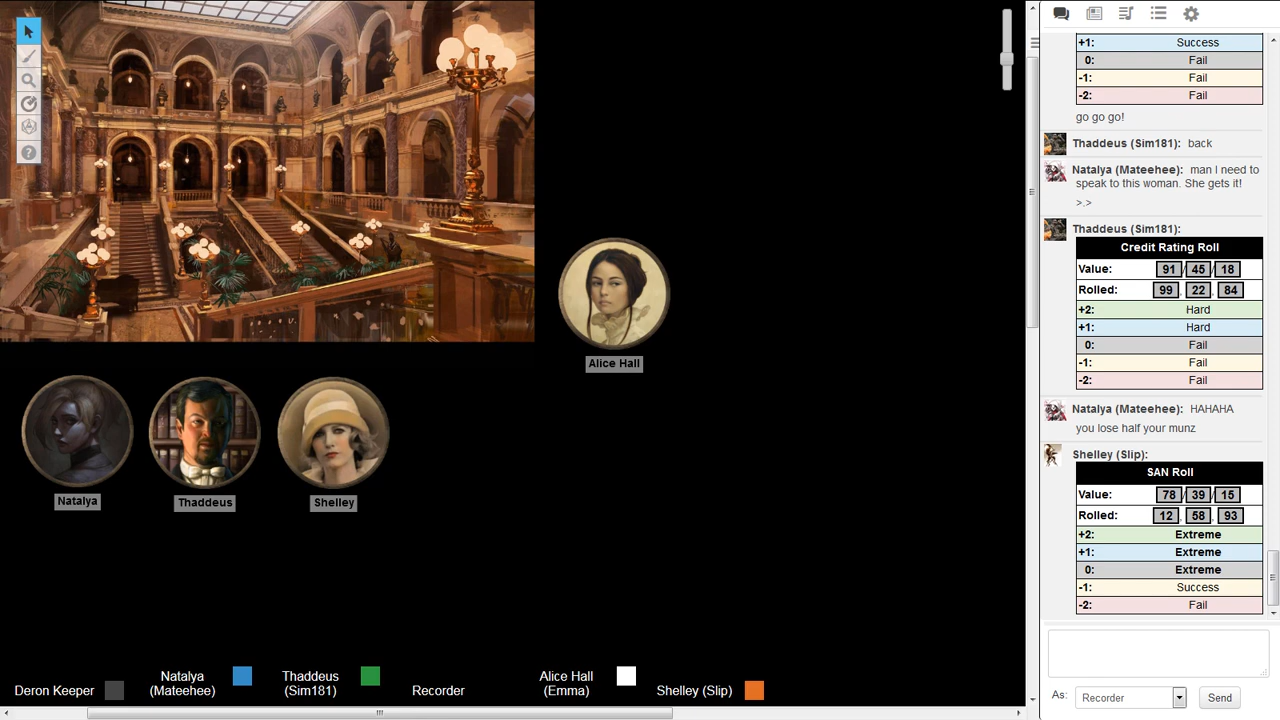 +1: Success
0: Fail
-1: Fail
-2: Fail
go go go!
Thaddeus (Sim181): back
Natalya (Mateehee): man I need to
speak to this woman. She gets it!
>.>
Thaddeus (Sim181):
Credit Rating Roll
Value: 91/45/18
Rolled: 99, 22, 84
+2: Hard
+1: Hard
0: Fail
-1: Fail
-2: Fail
Natalya (Mateehee): HAHAHA
you lose half your munz
Shelley (Slip):
SAN Roll
Value: 78/39/15
Rolled: 12, 58, 93
+2: Extreme
+1: Extreme
0: Extreme
-1: Success
-2: Fail
As: Recorder Send
Alice Hall
Natalya
Thaddeus
Shelley
Deron Keeper
Natalya
(Mateehee)
Thaddeus
(Sim181)
Recorder
Alice Hall
(Emma)
Shelley (Slip)